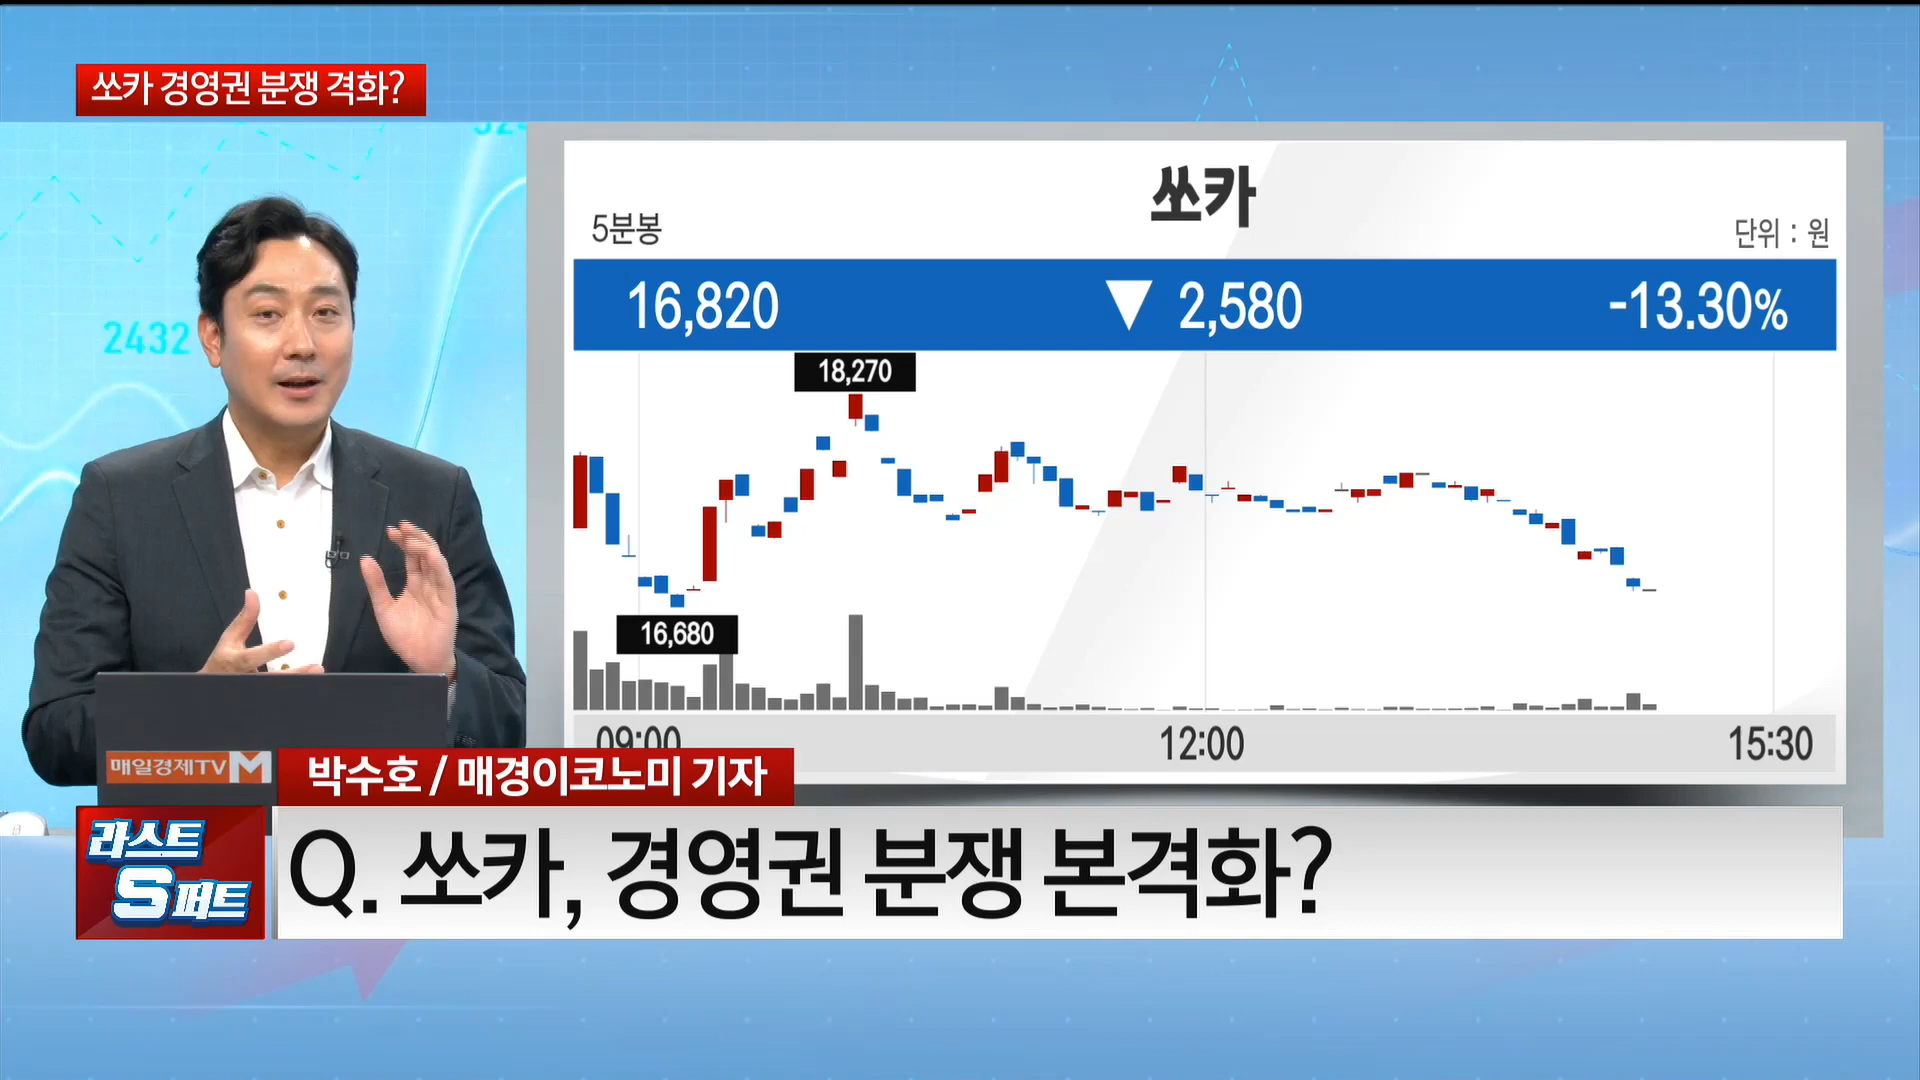 쏘카 경영권 분쟁 격화?
324
2432
쏘카
5분봉
단위 : 원
16,820 ▼ 2,580 -13.30%
18,270
16,680
09:00 12:00 15:30
매일경제TV M
박수호 / 매경이코노미 기자
라스트
S퍼트
Q. 쏘카, 경영권 분쟁 본격화?